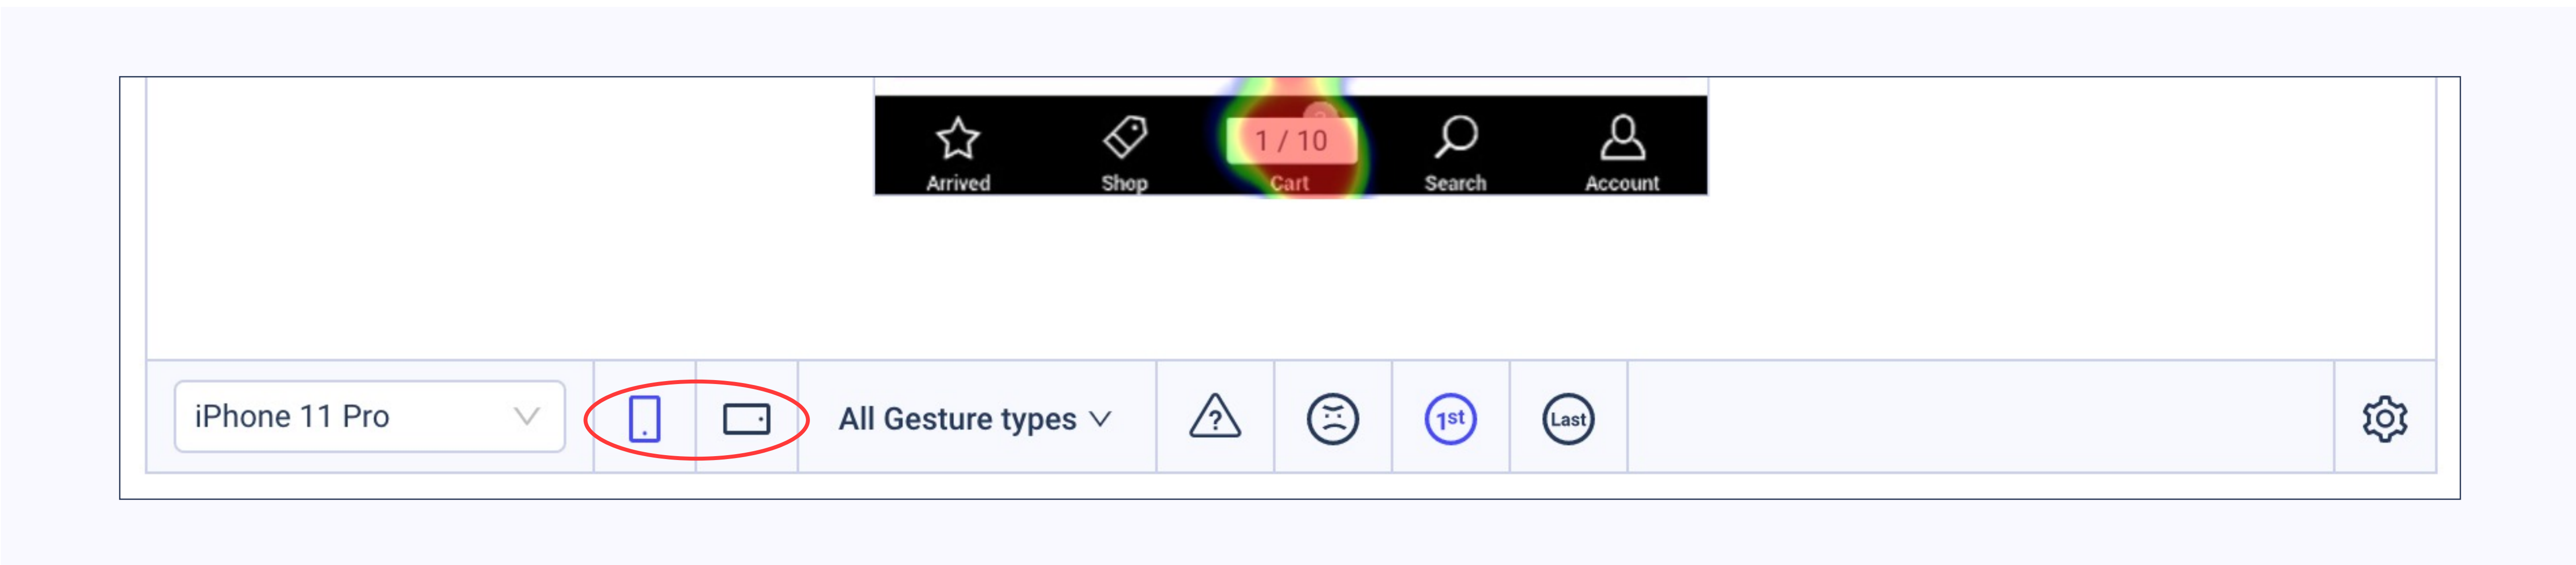 1 / 10
Arrived Shop Cart Search Account
iPhone 11 Pro All Gesture types ? 1st Last